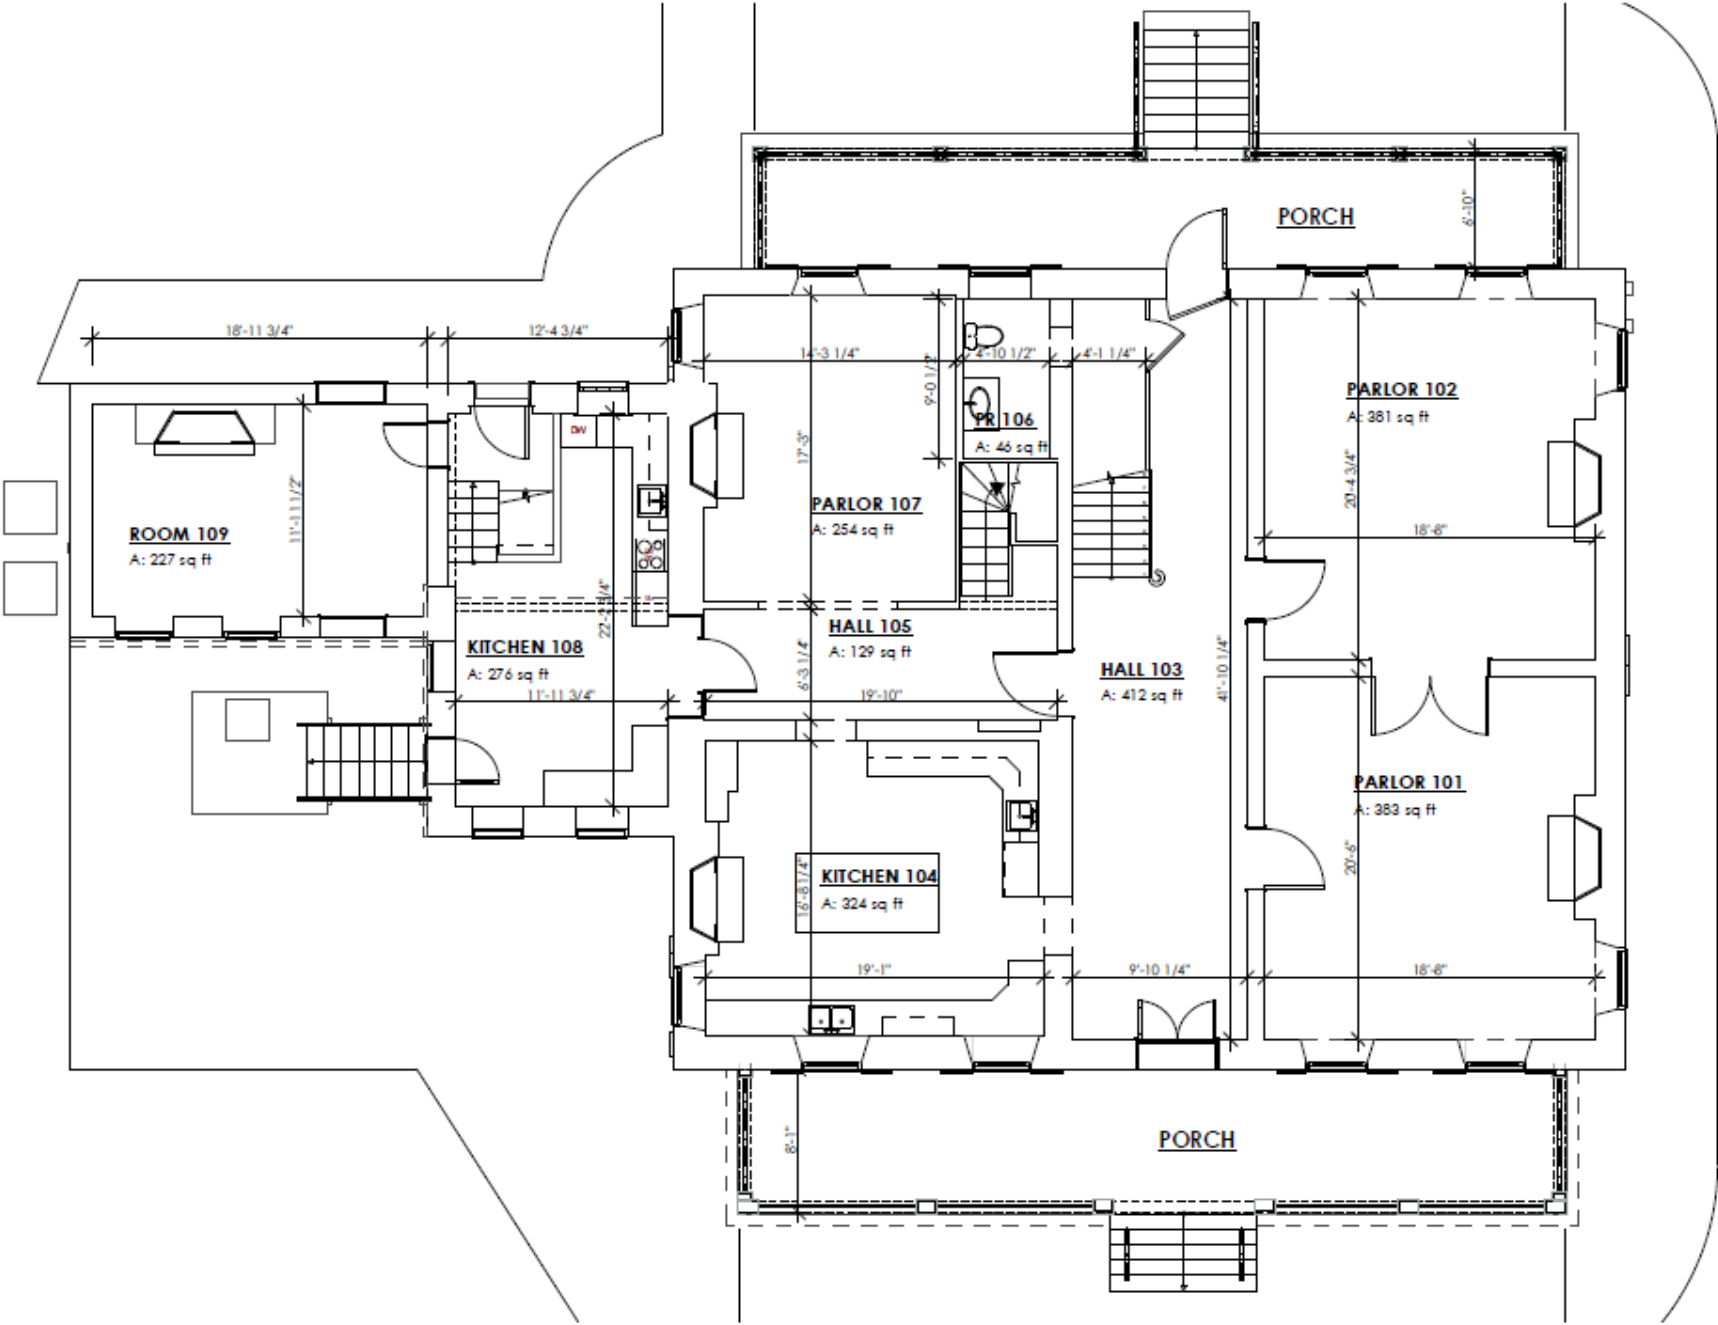 PORCH
6'-10"
18'-11 3/4"
12'-4 3/4"
14'-3 1/4"
4'-10 1/2"
4'-1 1/4"
9'-0 1/2"
PARLOR 102
A: 381 sq ft
PR 106
A: 46 sq ft
DW
17'-3"
20'-4 3/4"
PARLOR 107
A: 254 sq ft
11'-11 1/2"
ROOM 109
A: 227 sq ft
18'-8"
HALL 105
A: 129 sq ft
KITCHEN 108
A: 276 sq ft
6'-3 1/4"
HALL 103
A: 412 sq ft
41'-10 1/4"
11'-11 3/4"
19'-10"
PARLOR 101
A: 383 sq ft
20'-6"
KITCHEN 104
A: 324 sq ft
16'-8 1/4"
19'-1"
9'-10 1/4"
18'-8"
8'-1"
PORCH